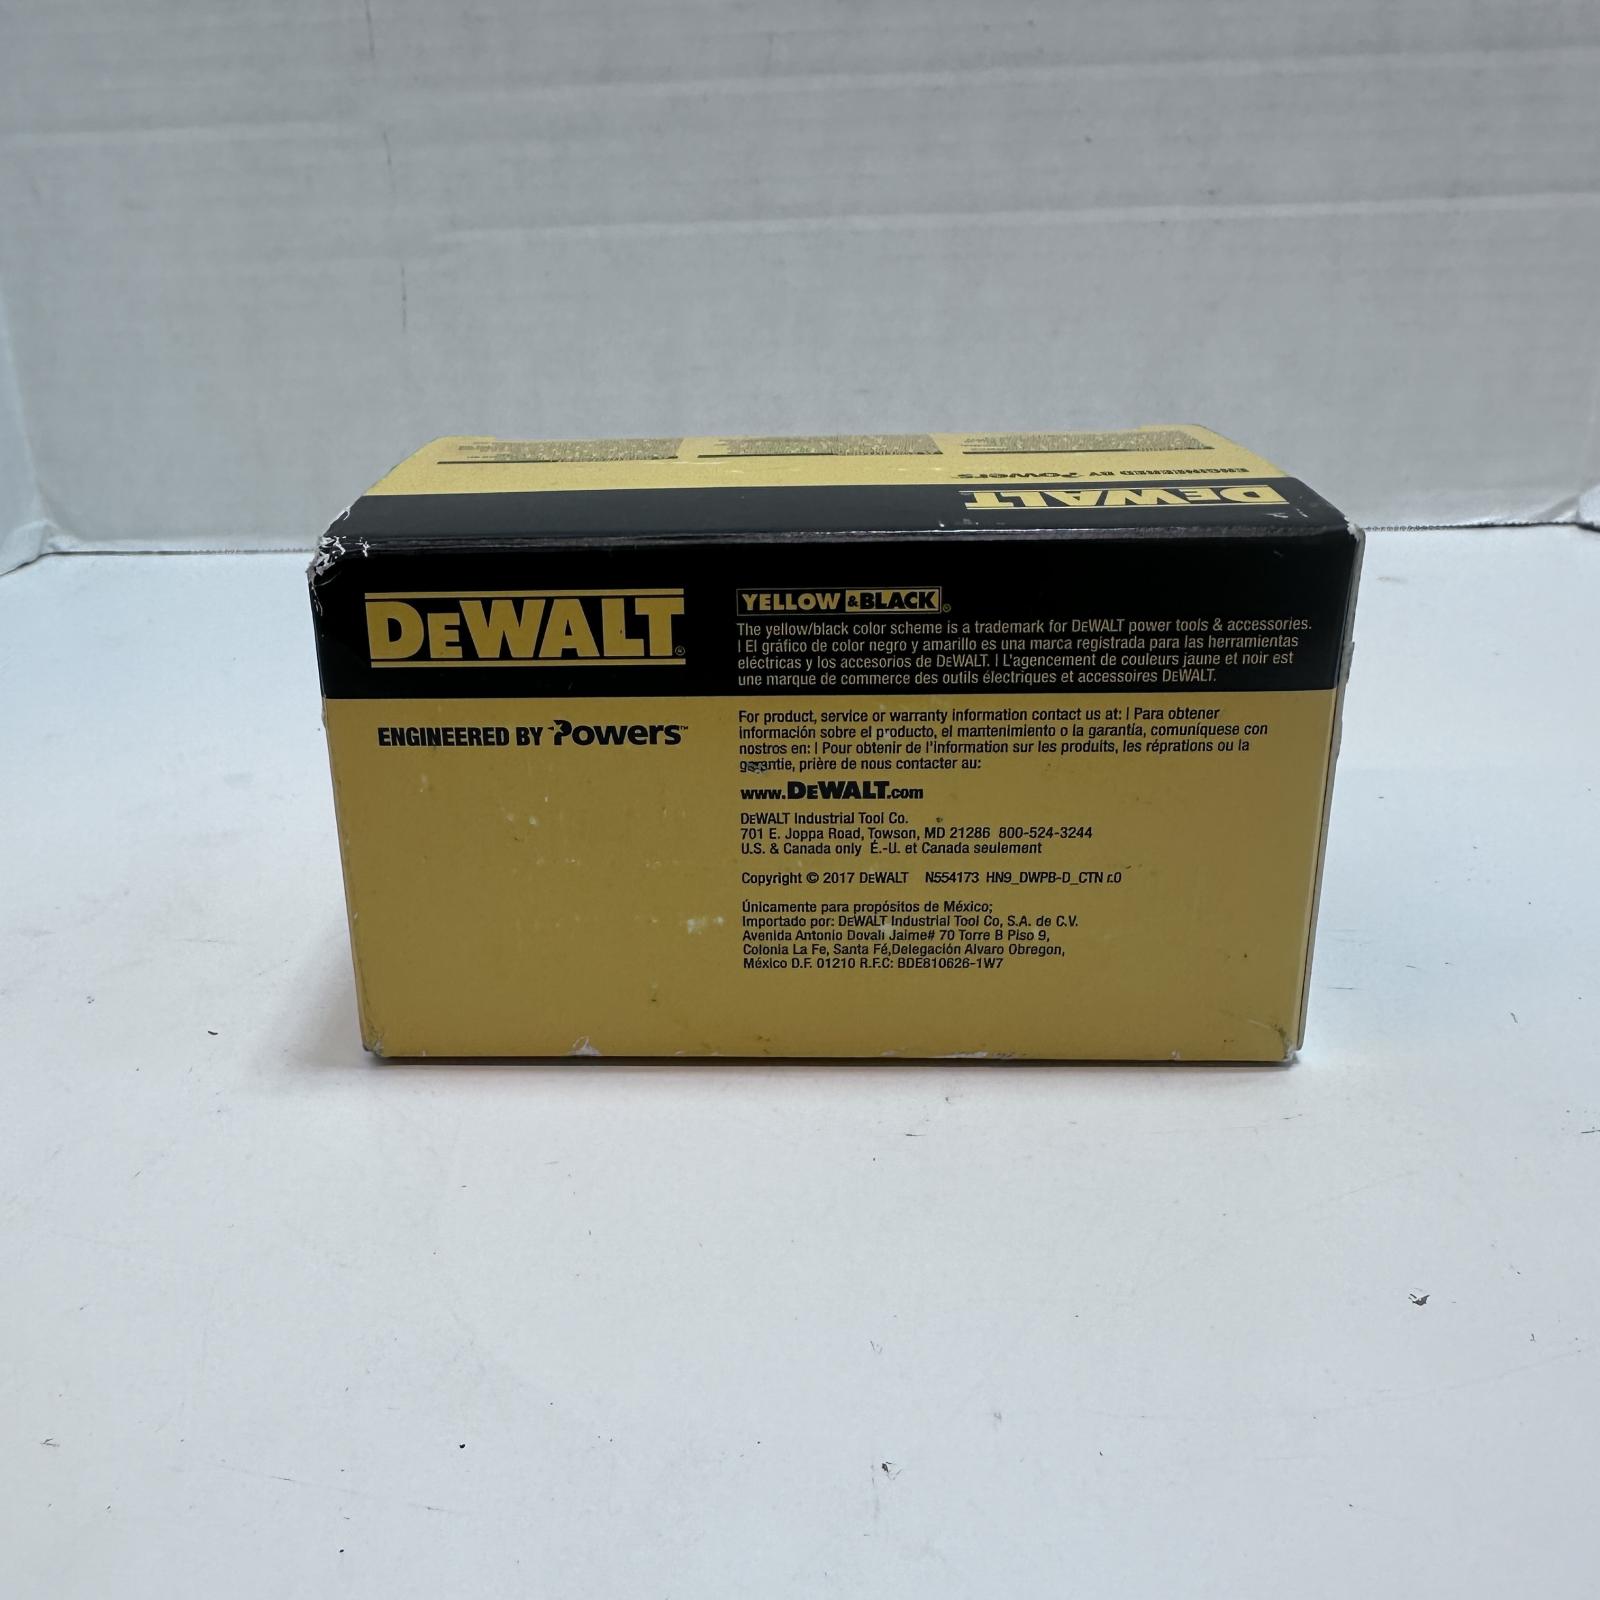 ENGINEERED BY Powers
DEWALT
DEWALT®
YELLOW & BLACK®
The yellow/black color scheme is a trademark for DEWALT power tools & accessories.
| El gráfico de color negro y amarillo es una marca registrada para las herramientas
eléctricas y los accesorios de DEWALT. | L'agencement de couleurs jaune et noir est
une marque de commerce des outils électriques et accessoires DEWALT.
ENGINEERED BY Powers™
For product, service or warranty information contact us at: | Para obtener
información sobre el producto, el mantenimiento o la garantía, comuníquese con
nostros en: | Pour obtenir de l'information sur les produits, les réprations ou la
garantie, prière de nous contacter au:
www.DEWALT.com
DEWALT Industrial Tool Co.
701 E. Joppa Road, Towson, MD 21286 800-524-3244
U.S. & Canada only É.-U. et Canada seulement
Copyright © 2017 DEWALT N554173 HN9_DWPB-D_CTN r.0
Únicamente para propósitos de México;
Importado por: DEWALT Industrial Tool Co, S.A. de C.V.
Avenida Antonio Dovali Jaime# 70 Torre B Piso 9,
Colonia La Fe, Santa Fé,Delegación Alvaro Obregon,
México D.F. 01210 R.F.C: BDE810626-1W7